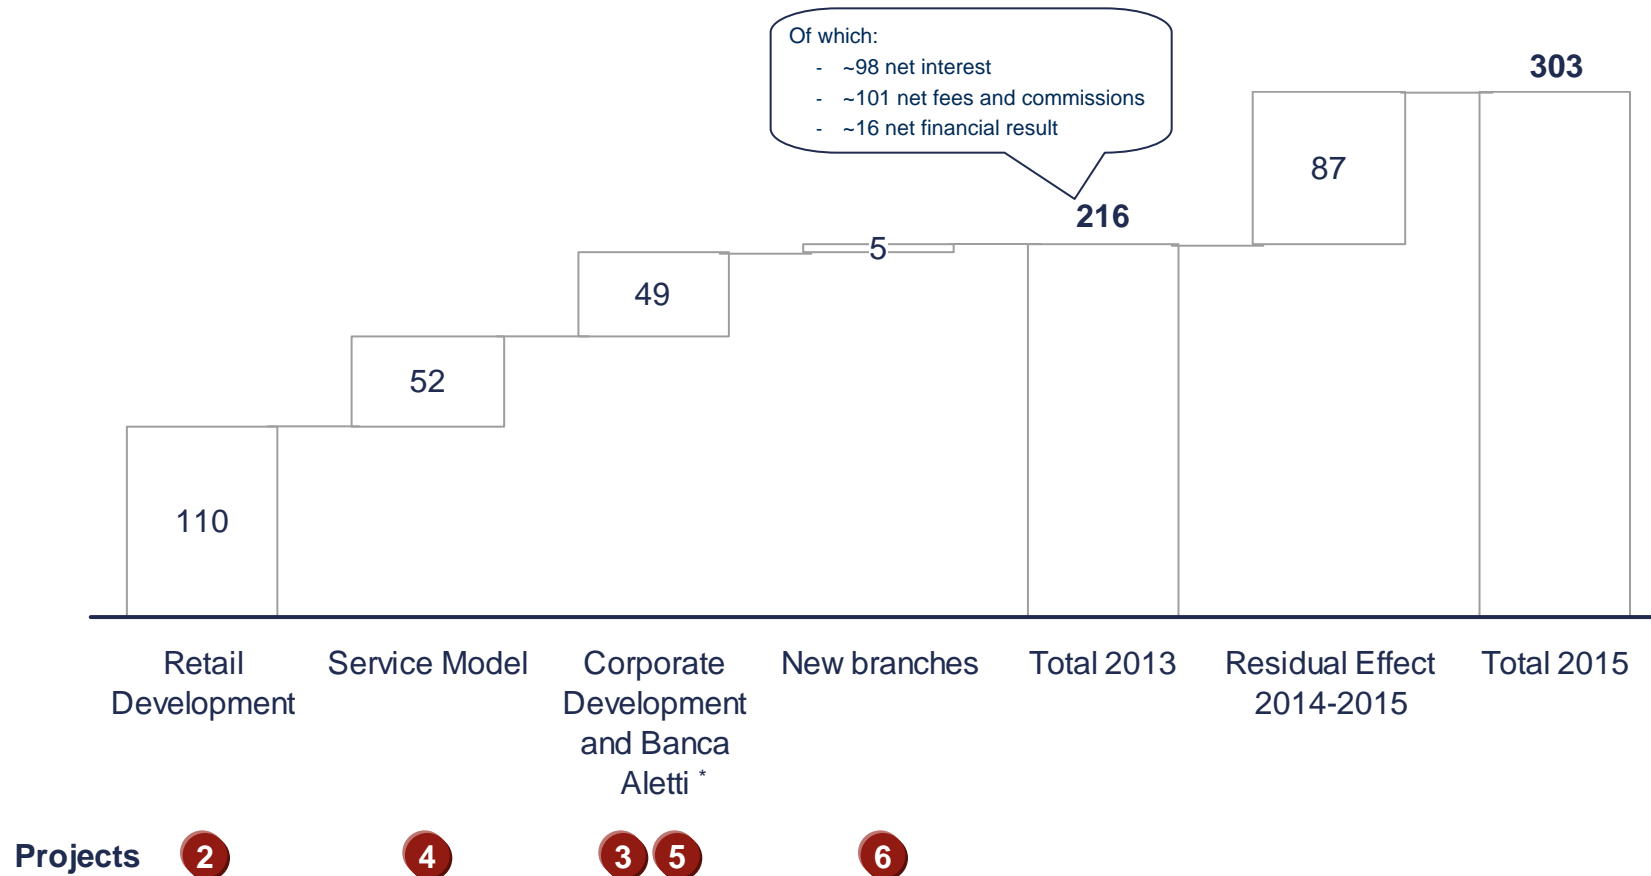 Of which:
- ~98 net interest
- ~101 net fees and commissions
- ~16 net financial result
303
87
216
5
49
52
110
Retail
Development
Service Model
Corporate
Development
and Banca
Aletti *
New branches
Total 2013
Residual Effect
2014-2015
Total 2015
Projects 2 4 3 5 6